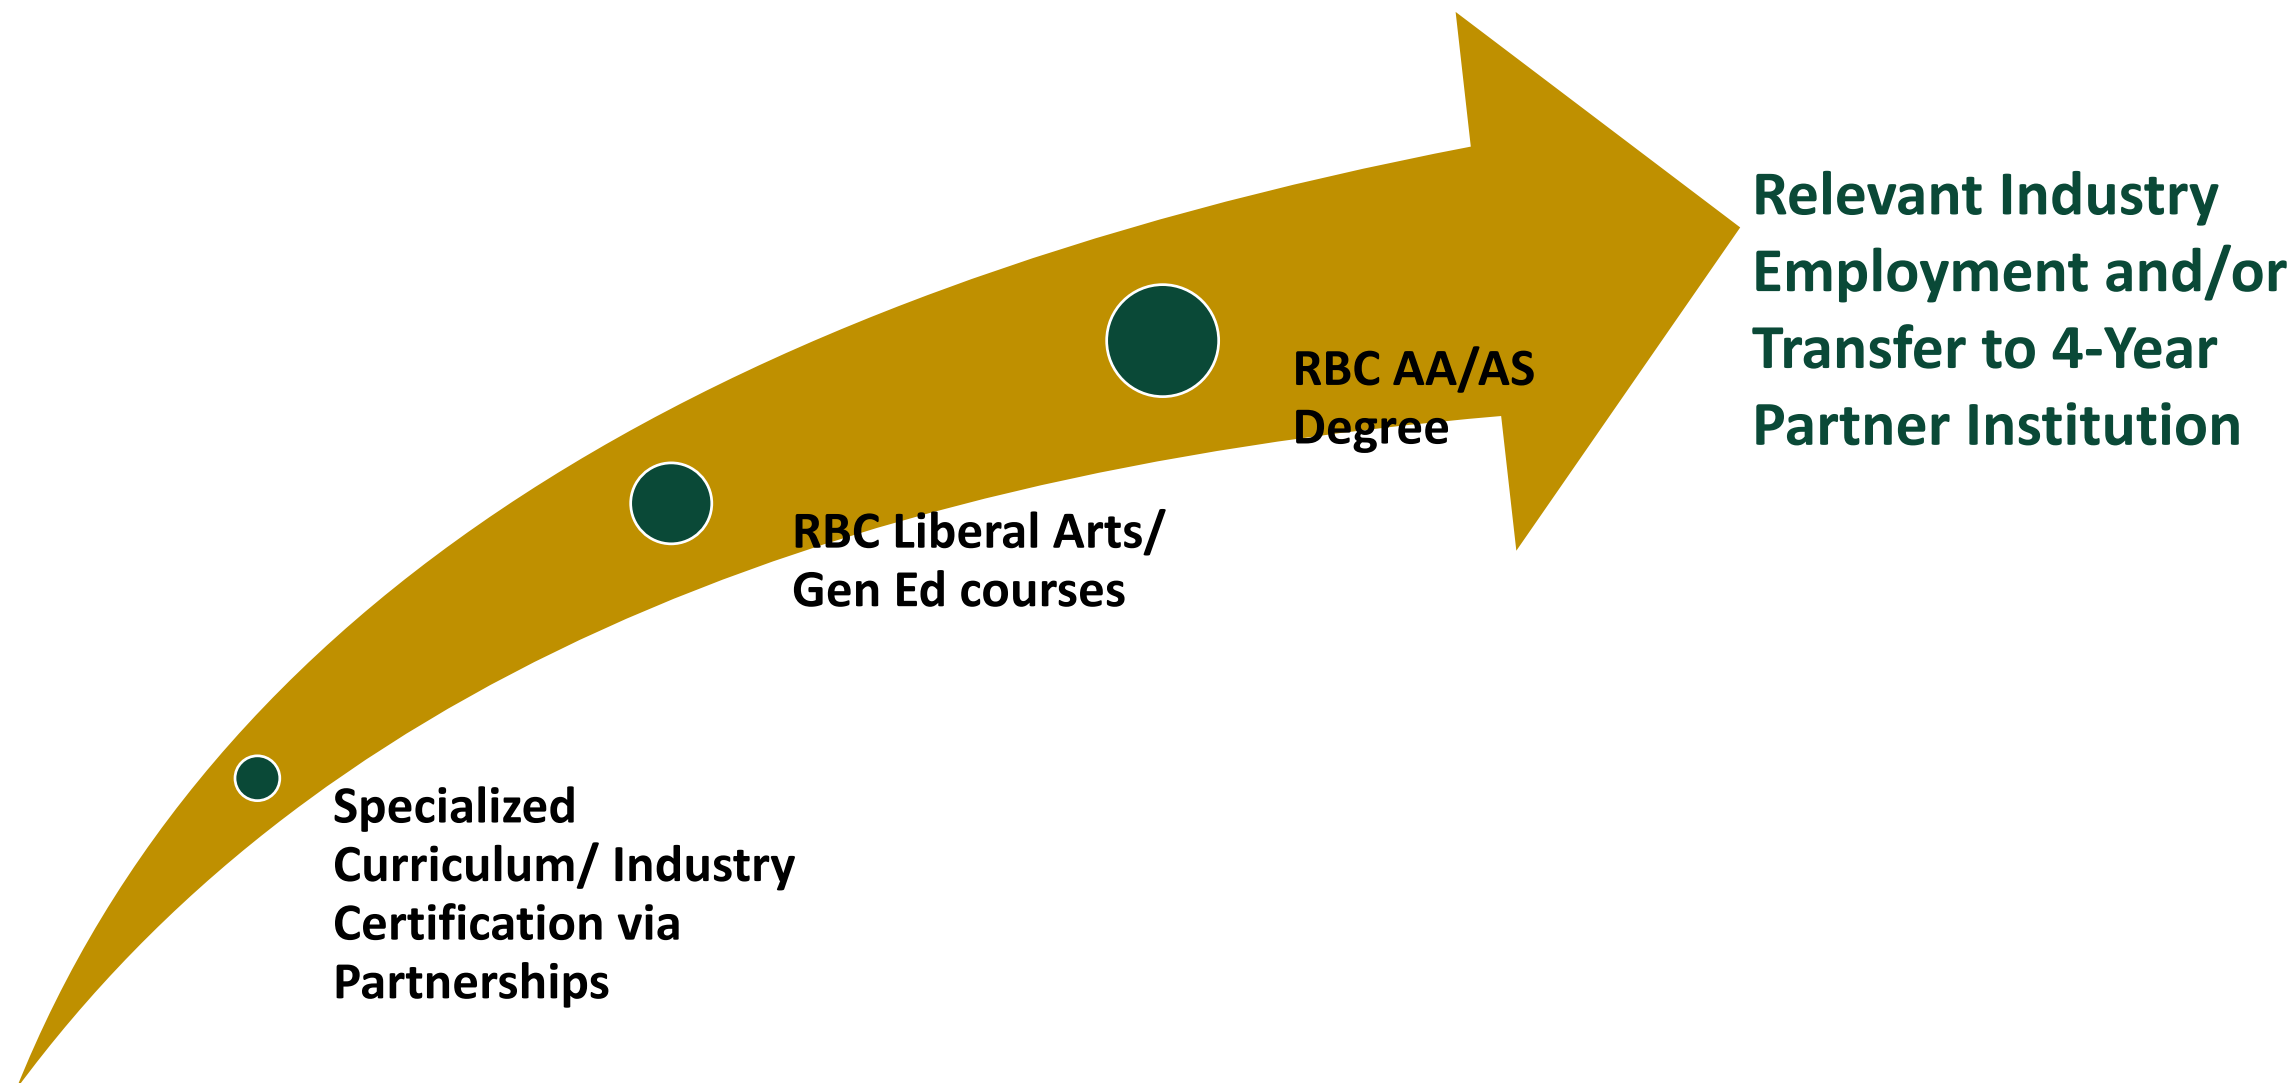 Relevant Industry
Employment and/or
Transfer to 4-Year
Partner Institution
RBC AA/AS
Degree
RBC Liberal Arts/
Gen Ed courses
Specialized
Curriculum/ Industry
Certification via
Partnerships